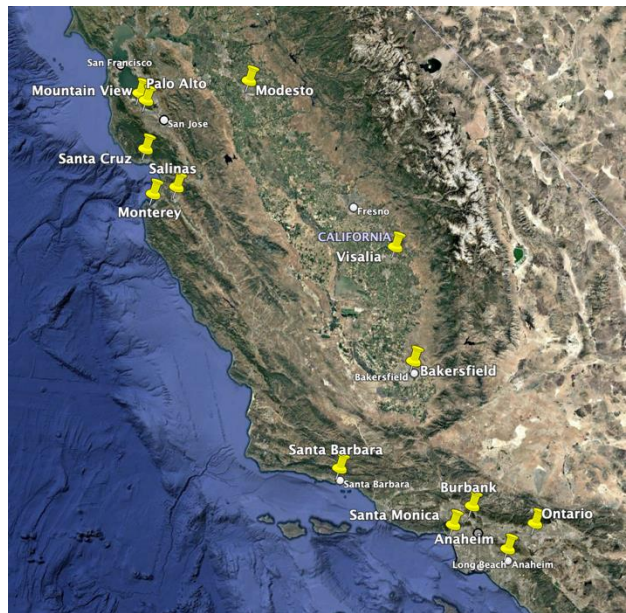 San Francisco
Palo Alto
Mountain View
Modesto
San Jose
Santa Cruz
Salinas
Monterey
Fresno
CALIFORNIA
Visalia
Bakersfield
Bakersfield
Santa Barbara
Santa Barbara
Burbank
Santa Monica
Ontario
Anaheim
Long Beach Anaheim